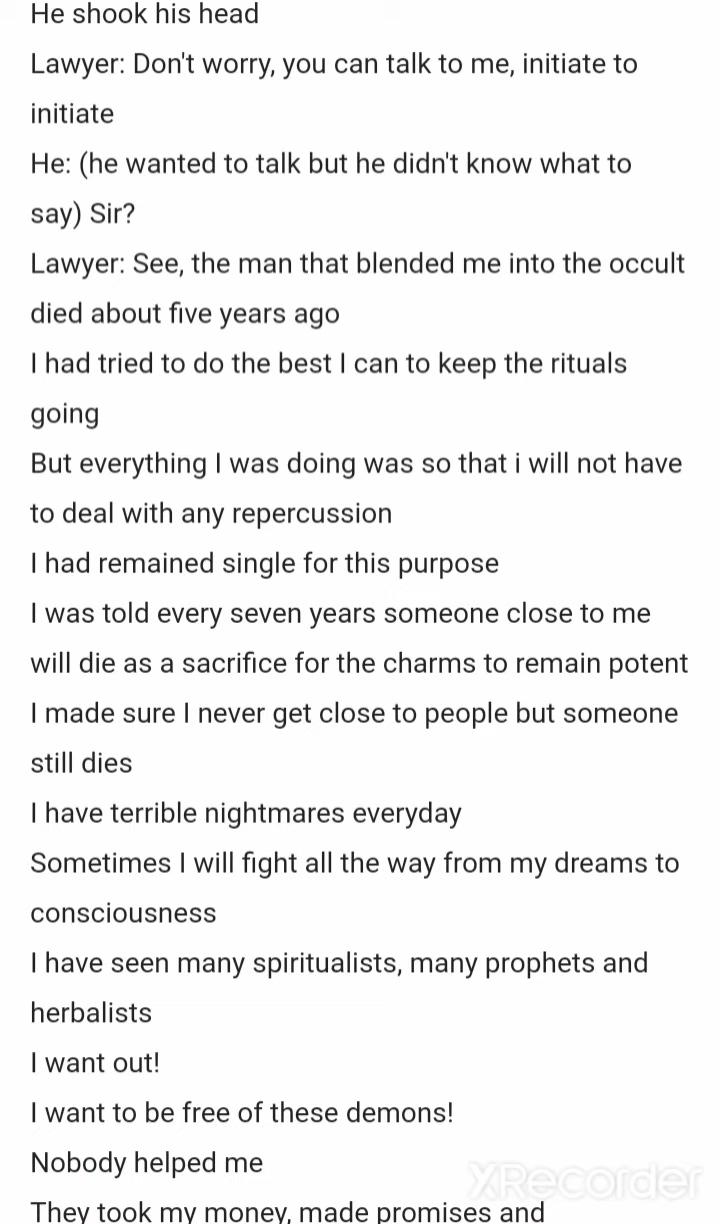 He shook his head
Lawyer: Don't worry, you can talk to me, initiate to
initiate
He: (he wanted to talk but he didn't know what to
say) Sir?
Lawyer: See, the man that blended me into the occult
died about five years ago
I had tried to do the best I can to keep the rituals
going
But everything I was doing was so that i will not have
to deal with any repercussion
I had remained single for this purpose
I was told every seven years someone close to me
will die as a sacrifice for the charms to remain potent
I made sure I never get close to people but someone
still dies
I have terrible nightmares everyday
Sometimes I will fight all the way from my dreams to
consciousness
I have seen many spiritualists, many prophets and
herbalists
I want out!
I want to be free of these demons!
Nobody helped me
XRecorder
They took my money, made promises and